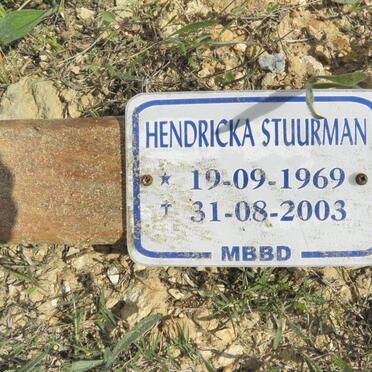 HENDRICKA STUURMAN
* 19-09-1969
† 31-08-2003
MBBD